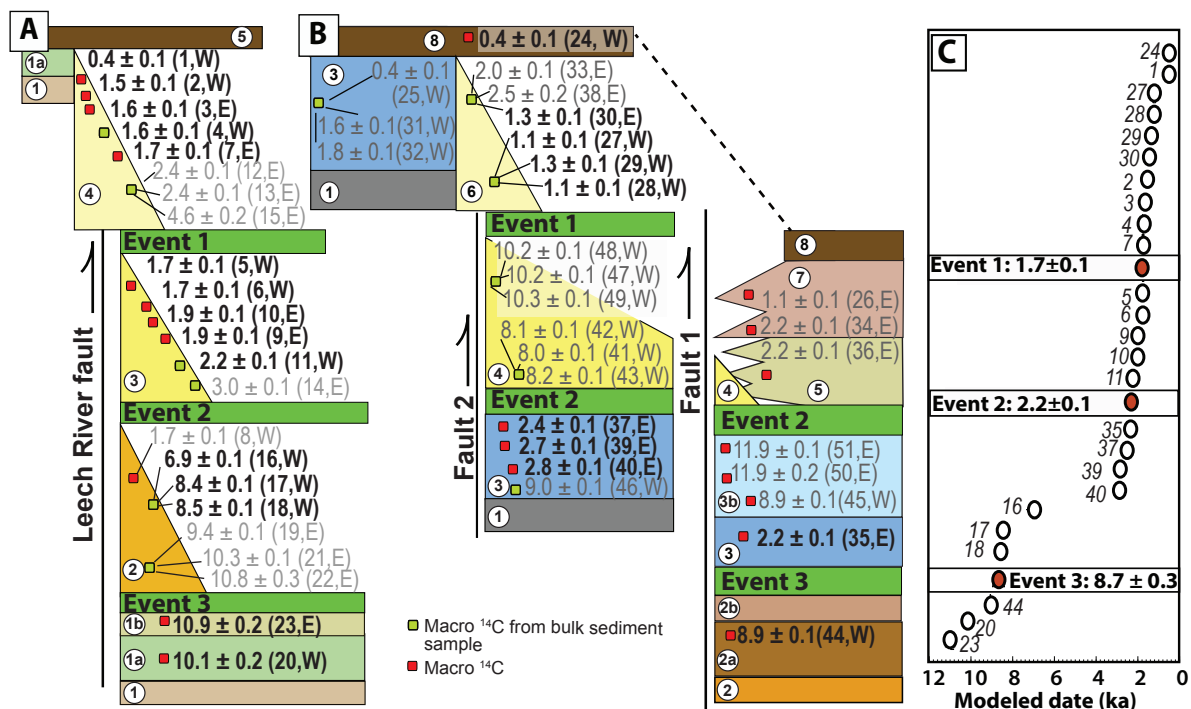 A
5
1a
1
0.4 ± 0.1 (1,W)
1.5 ± 0.1 (2,W)
1.6 ± 0.1 (3,E)
1.6 ± 0.1 (4,W)
1.7 ± 0.1 (7,E)
2.4 ± 0.1 (12,E)
2.4 ± 0.1 (13,E)
4.6 ± 0.2 (15,E)
4
Event 1
1.7 ± 0.1 (5,W)
1.7 ± 0.1 (6,W)
1.9 ± 0.1 (10,E)
1.9 ± 0.1 (9,E)
2.2 ± 0.1 (11,W)
3.0 ± 0.1 (14,E)
3
Event 2
1.7 ± 0.1 (8,W)
6.9 ± 0.1 (16,W)
8.4 ± 0.1 (17,W)
8.5 ± 0.1 (18,W)
9.4 ± 0.1 (19,E)
10.3 ± 0.1 (21,E)
10.8 ± 0.3 (22,E)
2
Event 3
1b
10.9 ± 0.2 (23,E)
1a
10.1 ± 0.2 (20,W)
1
Leech River fault
B
8
0.4 ± 0.1 (24, W)
3
0.4 ± 0.1
(25,W)
1.6 ± 0.1(31,W)
1.8 ± 0.1(32,W)
1
2.0 ± 0.1 (33,E)
2.5 ± 0.2 (38,E)
1.3 ± 0.1 (30,E)
1.1 ± 0.1 (27,W)
1.3 ± 0.1 (29,W)
1.1 ± 0.1 (28,W)
6
Event 1
10.2 ± 0.1 (48,W)
10.2 ± 0.1 (47,W)
10.3 ± 0.1 (49,W)
8.1 ± 0.1 (42,W)
8.0 ± 0.1 (41,W)
8.2 ± 0.1 (43,W)
4
Event 2
2.4 ± 0.1 (37,E)
2.7 ± 0.1 (39,E)
2.8 ± 0.1 (40,E)
9.0 ± 0.1 (46,W)
3
1
Fault 2
Fault 1
8
7
1.1 ± 0.1 (26,E)
2.2 ± 0.1 (34,E)
2.2 ± 0.1 (36,E)
4
5
Event 2
11.9 ± 0.1 (51,E)
11.9 ± 0.2 (50,E)
3b
8.9 ± 0.1(45,W)
2.2 ± 0.1 (35,E)
3
Event 3
2b
8.9 ± 0.1(44,W)
2a
2
Macro ¹⁴C from bulk sediment
sample
Macro ¹⁴C
C
24
1
27
28
29
30
2
3
4
7
Event 1: 1.7±0.1
5
6
9
10
11
Event 2: 2.2±0.1
35
37
39
40
16
17
18
Event 3: 8.7 ± 0.3
44
20
23
12 10 8 6 4 2 0
Modeled date (ka)